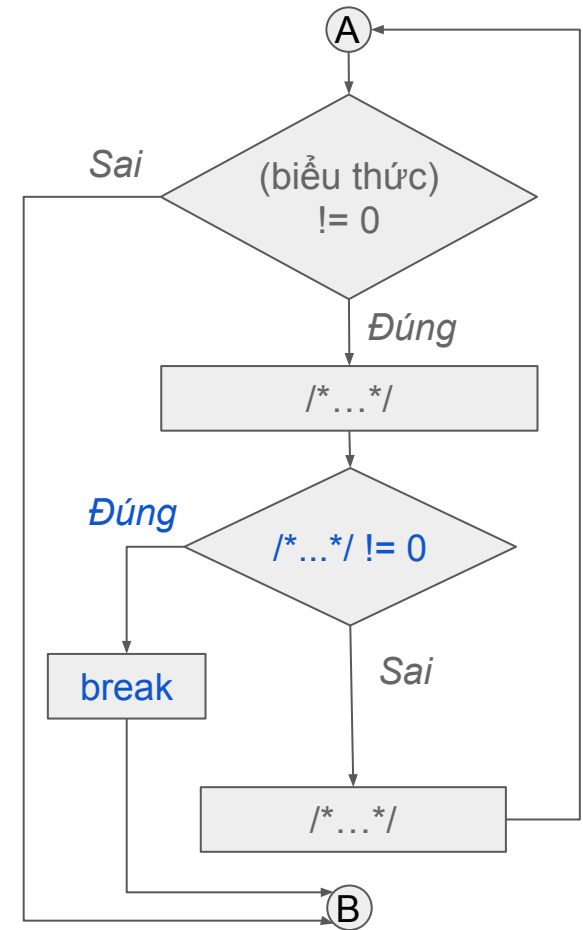 A
Sai
(biểu thức)
!= 0
Đúng
/*…*/
Đúng
/*...*/ != 0
break
Sai
/*…*/
B